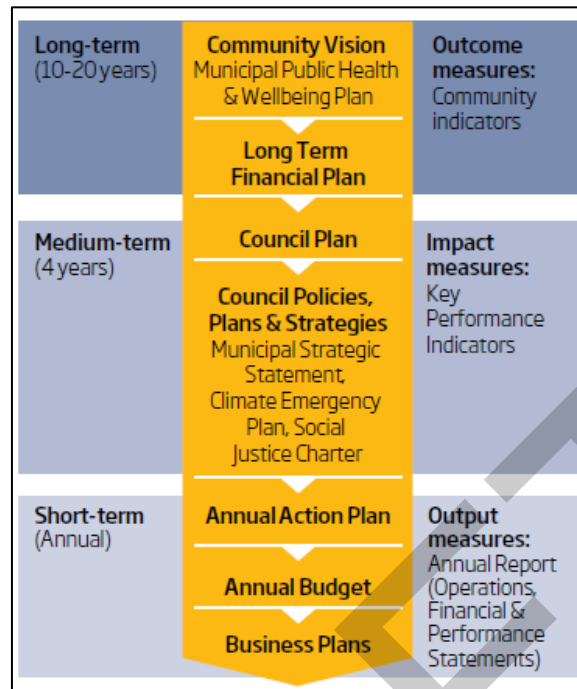 Long-term
(10-20 years)
Community Vision
Municipal Public Health
& Wellbeing Plan
Long Term
Financial Plan
Outcome
measures:
Community
indicators
Medium-term
(4 years)
Council Plan
Council Policies,
Plans & Strategies
Municipal Strategic
Statement,
Climate Emergency
Plan, Social
Justice Charter
Impact
measures:
Key
Performance
Indicators
Short-term
(Annual)
Annual Action Plan
Annual Budget
Business Plans
Output
measures:
Annual Report
(Operations,
Financial &
Performance
Statements)